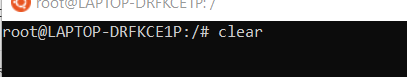 root@LAPTOP-DRFKCE1P: /
root@LAPTOP-DRFKCE1P:/# clear